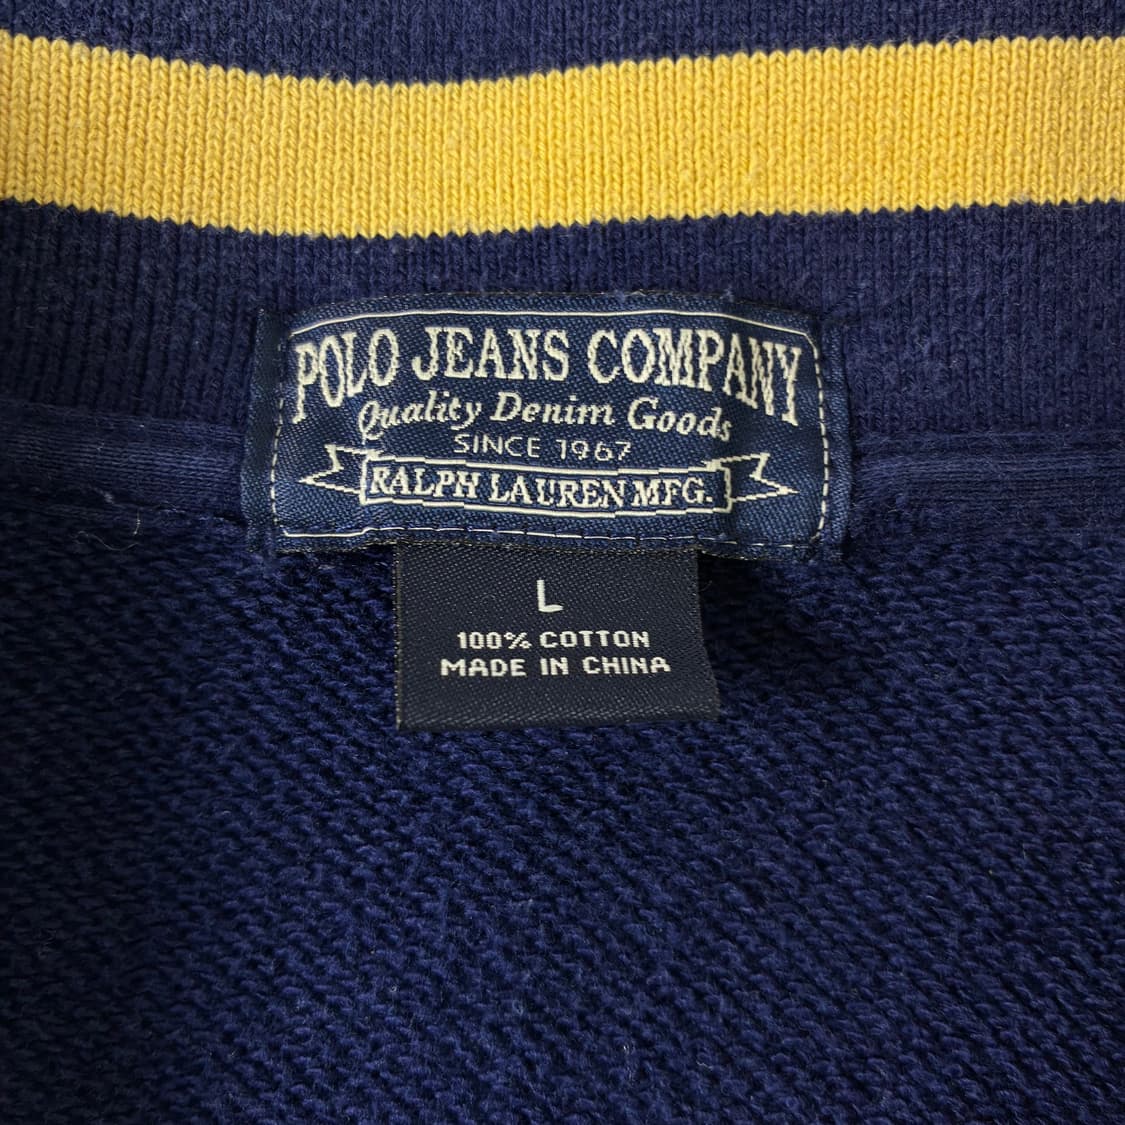 POLO JEANS COMPANY
Quality Denim Goods
SINCE 1967
RALPH LAUREN MFG.
L
100% COTTON
MADE IN CHINA